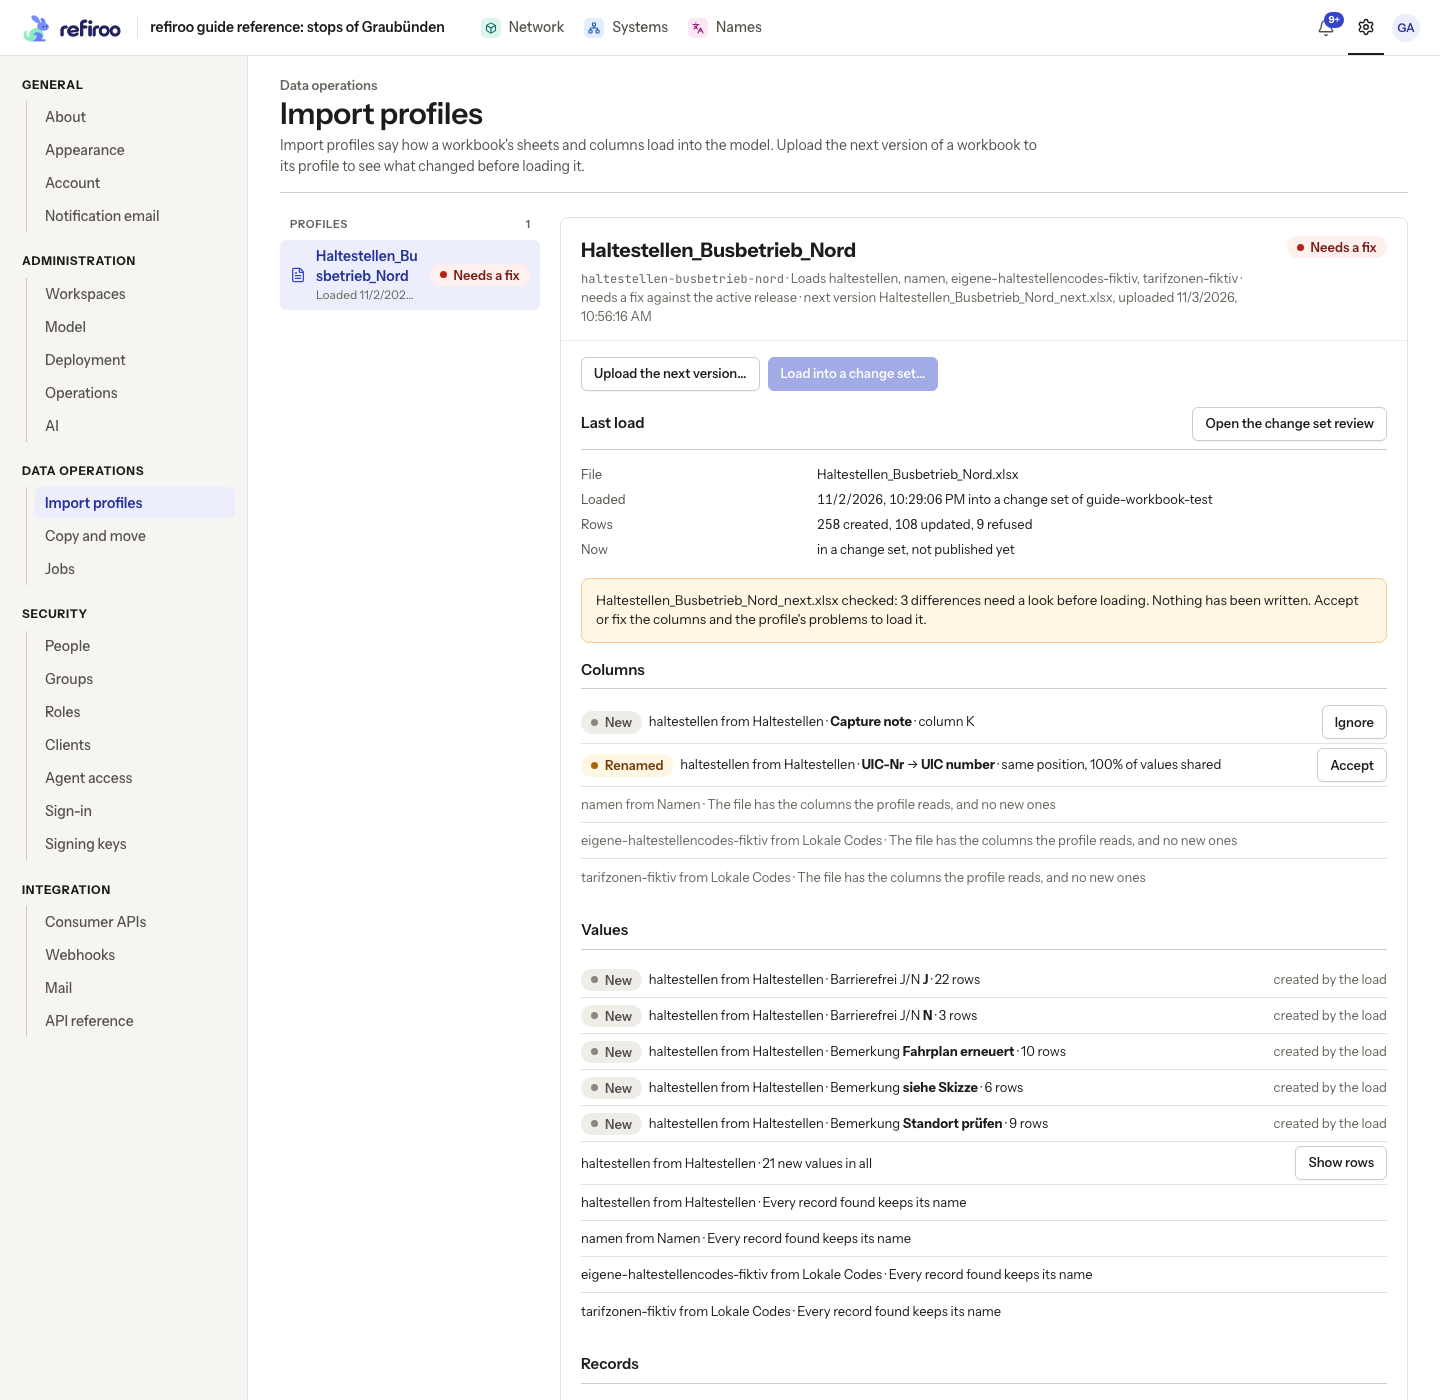 refiroo
refiroo guide reference: stops of Graubünden
Network
Systems
Names
9+
GA
GENERAL
About
Appearance
Account
Notification email
ADMINISTRATION
Workspaces
Model
Deployment
Operations
AI
DATA OPERATIONS
Import profiles
Copy and move
Jobs
SECURITY
People
Groups
Roles
Clients
Agent access
Sign-in
Signing keys
INTEGRATION
Consumer APIs
Webhooks
Mail
API reference
Data operations
Import profiles
Import profiles say how a workbook's sheets and columns load into the model. Upload the next version of a workbook to
its profile to see what changed before loading it.
PROFILES 1
Haltestellen_Bu
sbetrieb_Nord
Needs a fix
Loaded 11/2/202...
Haltestellen_Busbetrieb_Nord
Needs a fix
haltestellen-busbetrieb-nord · Loads haltestellen, namen, eigene-haltestellencodes-fiktiv, tarifzonen-fiktiv ·
needs a fix against the active release · next version Haltestellen_Busbetrieb_Nord_next.xlsx, uploaded 11/3/2026,
10:56:16 AM
Upload the next version...
Load into a change set...
Last load
Open the change set review
File Haltestellen_Busbetrieb_Nord.xlsx
Loaded 11/2/2026, 10:29:06 PM into a change set of guide-workbook-test
Rows 258 created, 108 updated, 9 refused
Now in a change set, not published yet
Haltestellen_Busbetrieb_Nord_next.xlsx checked: 3 differences need a look before loading. Nothing has been written. Accept
or fix the columns and the profile's problems to load it.
Columns
New haltestellen from Haltestellen · Capture note · column K Ignore
Renamed haltestellen from Haltestellen · UIC-Nr → UIC number · same position, 100% of values shared Accept
namen from Namen · The file has the columns the profile reads, and no new ones
eigene-haltestellencodes-fiktiv from Lokale Codes · The file has the columns the profile reads, and no new ones
tarifzonen-fiktiv from Lokale Codes · The file has the columns the profile reads, and no new ones
Values
New haltestellen from Haltestellen · Barrierefrei J/N J · 22 rows created by the load
New haltestellen from Haltestellen · Barrierefrei J/N N · 3 rows created by the load
New haltestellen from Haltestellen · Bemerkung Fahrplan erneuert · 10 rows created by the load
New haltestellen from Haltestellen · Bemerkung siehe Skizze · 6 rows created by the load
New haltestellen from Haltestellen · Bemerkung Standort prüfen · 9 rows created by the load
haltestellen from Haltestellen · 21 new values in all Show rows
haltestellen from Haltestellen · Every record found keeps its name
namen from Namen · Every record found keeps its name
eigene-haltestellencodes-fiktiv from Lokale Codes · Every record found keeps its name
tarifzonen-fiktiv from Lokale Codes · Every record found keeps its name
Records